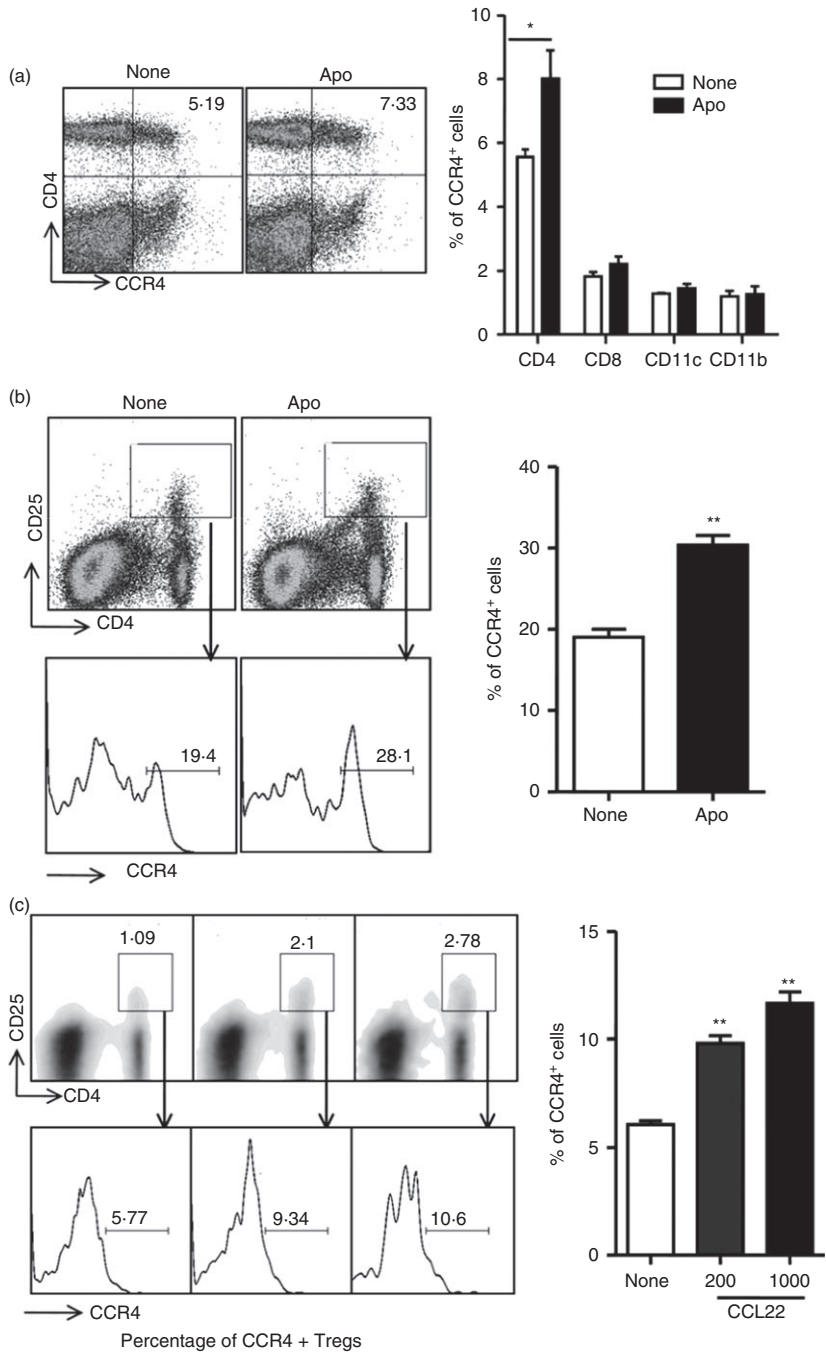 (a)
None
Apo
5·19
7·33
CD4
CCR4
10
8
6
4
2
0
% of CCR4+ cells
*
None
Apo
CD4 CD8 CD11c CD11b
(b)
None
Apo
CD25
CD4
19·4
28·1
CCR4
40
30
20
10
0
% of CCR4+ cells
**
None
Apo
(c)
1·09
2·1
2·78
CD25
CD4
5·77
9·34
10·6
CCR4
Percentage of CCR4 + Tregs
15
10
5
0
% of CCR4+ cells
**
**
None
200
1000
CCL22